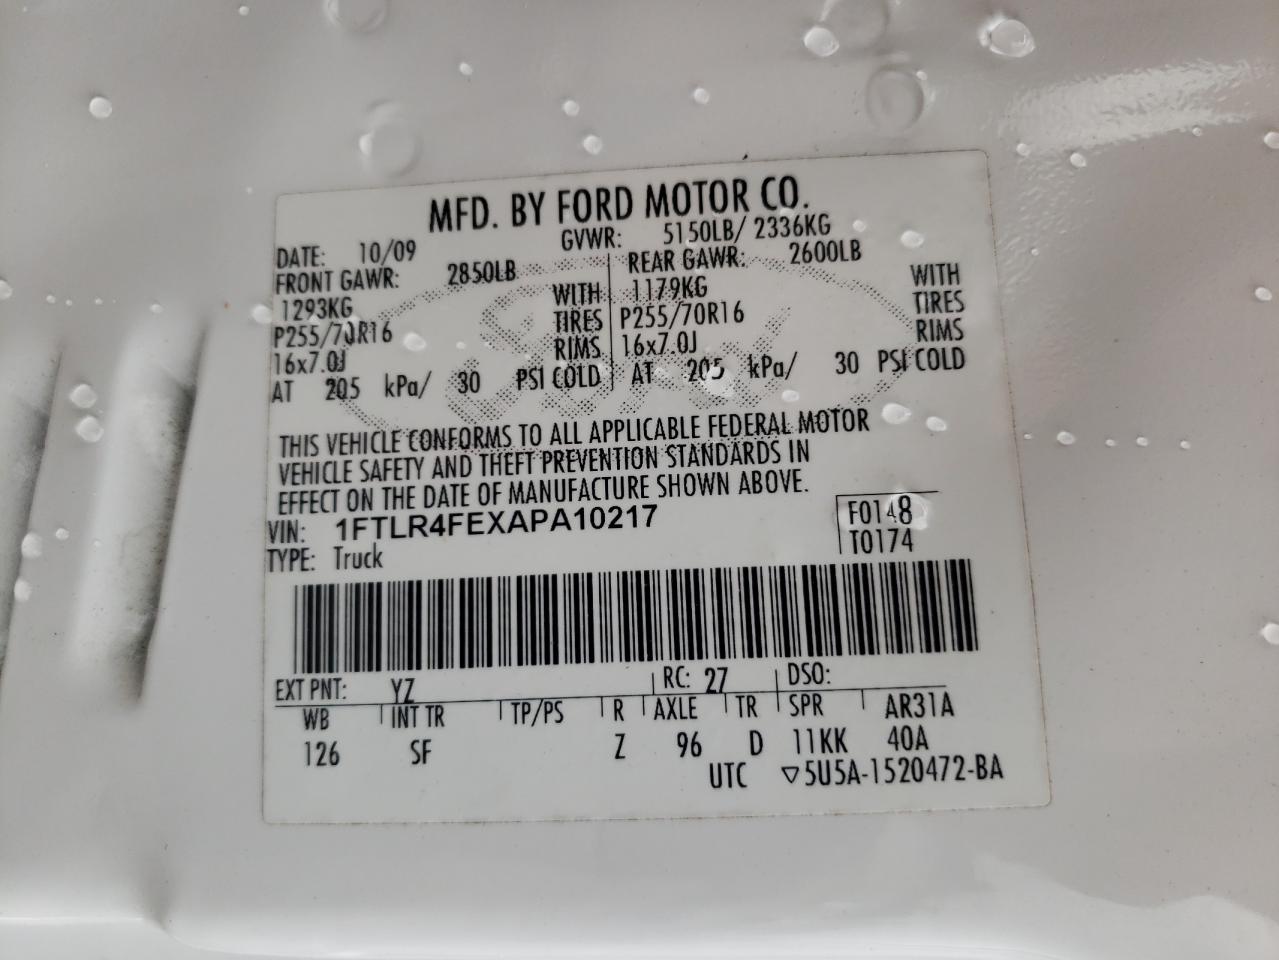 MFD. BY FORD MOTOR CO.
DATE: 10/09 GVWR: 5150LB/ 2336KG
FRONT GAWR: 2850LB REAR GAWR: 2600LB
1293KG WITH 1179KG WITH
P255/70R16 TIRES P255/70R16 TIRES
16x7.0J RIMS 16x7.0J RIMS
AT 205 kPa/ 30 PSI COLD AT 205 kPa/ 30 PSI COLD
THIS VEHICLE CONFORMS TO ALL APPLICABLE FEDERAL MOTOR
VEHICLE SAFETY AND THEFT PREVENTION STANDARDS IN
EFFECT ON THE DATE OF MANUFACTURE SHOWN ABOVE.
VIN: 1FTLR4FEXAPA10217 F0148
TYPE: Truck T0174
EXT PNT: YZ RC: 27 DSO:
WB INT TR TP/PS R AXLE TR SPR AR31A
126 SF Z 96 D 11KK 40A
UTC ▽5U5A-1520472-BA
Ford